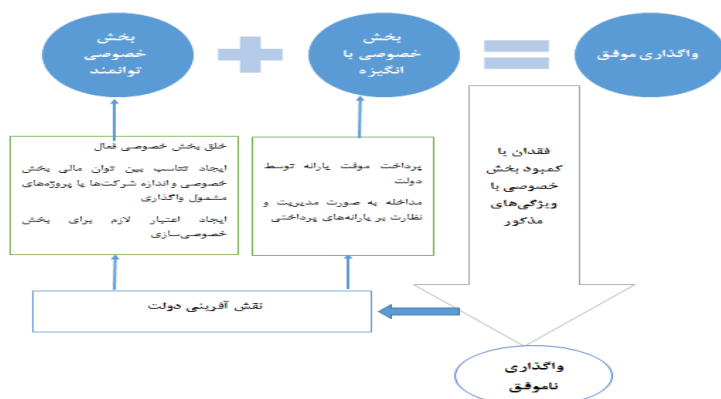 بخش
خصوصی
توانمند
بخش
خصوصی با
انگیزه
واگذاری موفق
خلق بخش خصوصی فعال
ایجاد تناسب بین توان مالی بخش
خصوصی و اندازه شرکت‌ها یا پروژه‌های
مشمول واگذاری
ایجاد اعتبار لازم برای بخش
خصوصی‌سازی
پرداخت موقت یارانه توسط
دولت
مداخله به صورت مدیریت و
نظارت بر یارانه‌های پرداختی
فقدان یا
کمبود بخش
خصوصی با
ویژگی‌های
مذکور
نقش آفرینی دولت
واگذاری
ناموفق